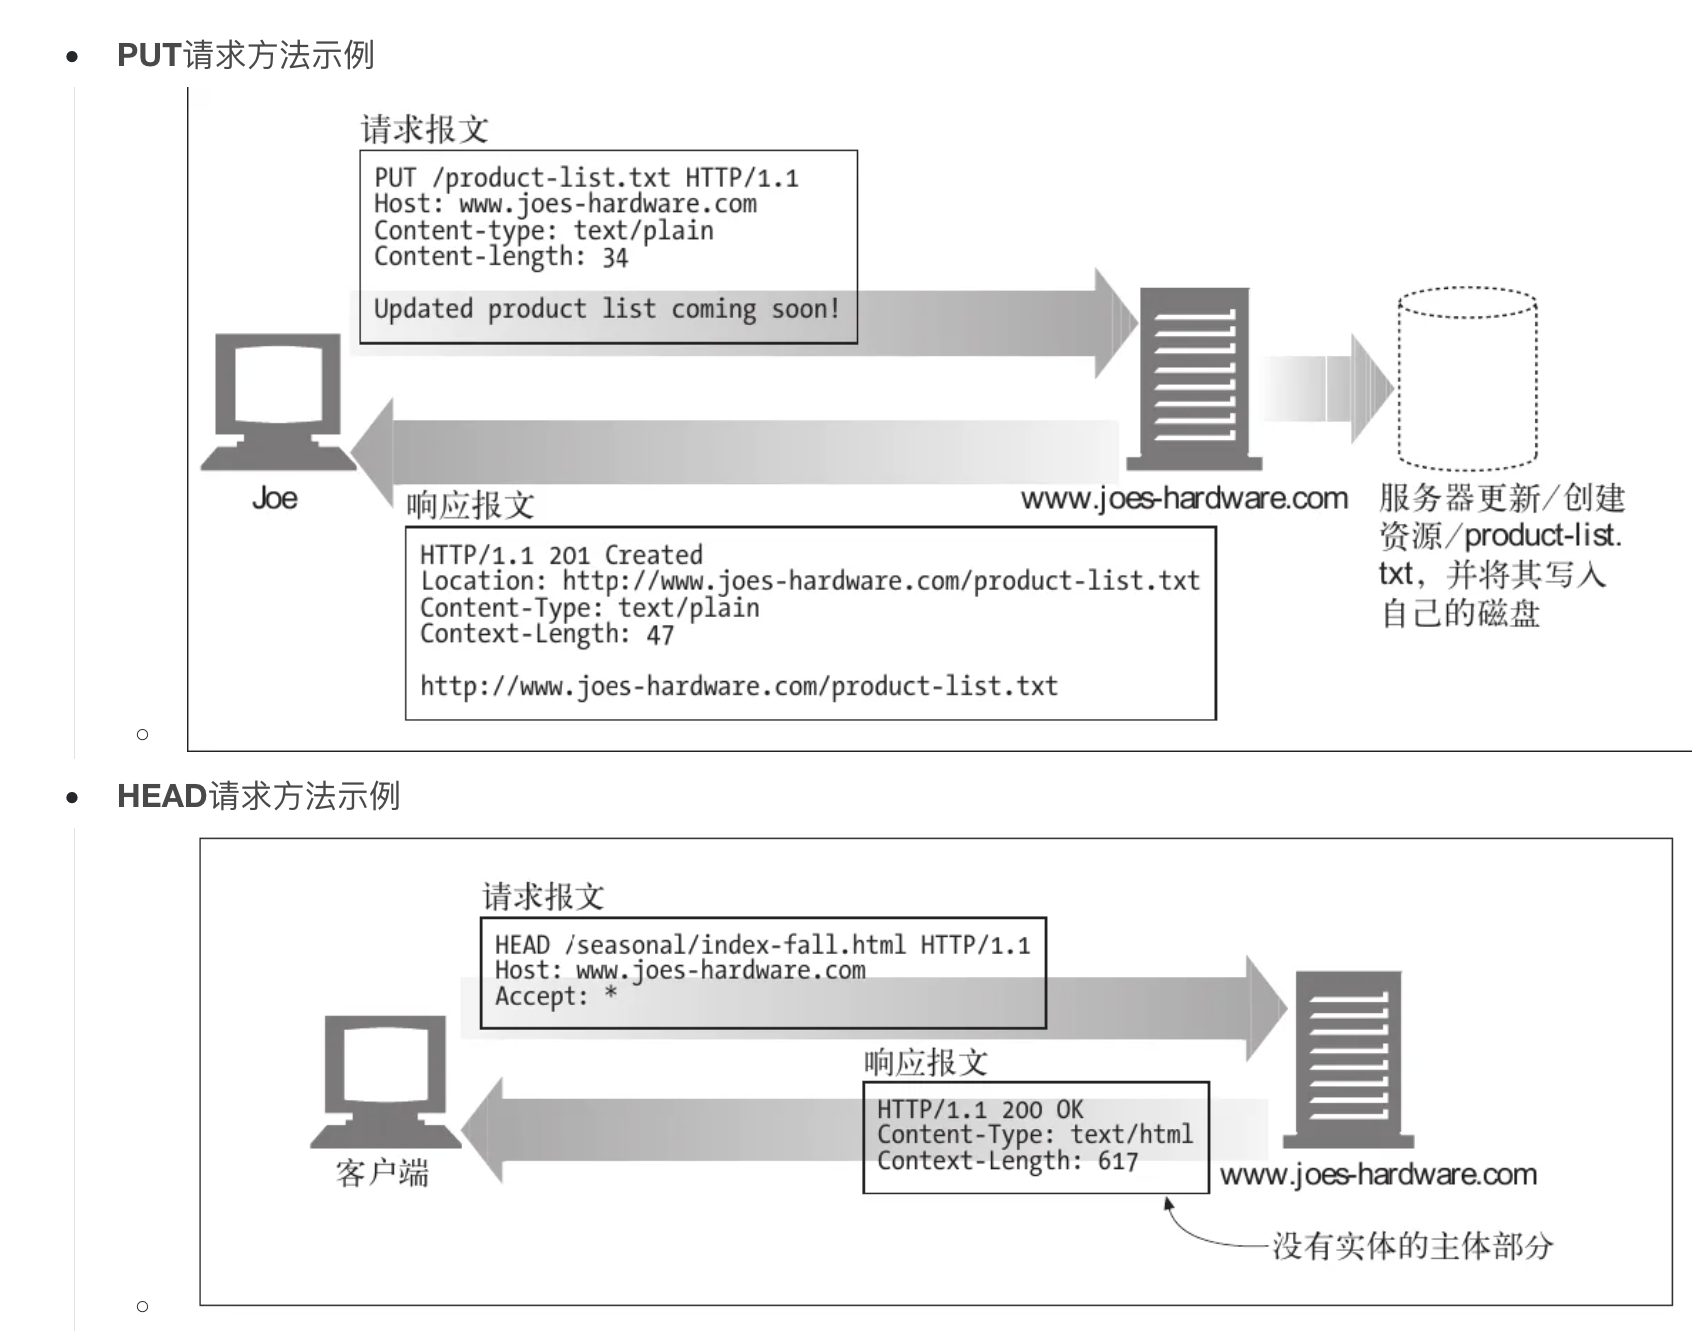 PUT请求方法示例
请求报文
PUT /product-list.txt HTTP/1.1
Host: www.joes-hardware.com
Content-type: text/plain
Content-length: 34
Updated product list coming soon!
Joe
www.joes-hardware.com
服务器更新/创建
资源/product-list.
txt，并将其写入
自己的磁盘
响应报文
HTTP/1.1 201 Created
Location: http://www.joes-hardware.com/product-list.txt
Content-Type: text/plain
Context-Length: 47
http://www.joes-hardware.com/product-list.txt
HEAD请求方法示例
请求报文
HEAD /seasonal/index-fall.html HTTP/1.1
Host: www.joes-hardware.com
Accept: *
响应报文
HTTP/1.1 200 OK
Content-Type: text/html
Context-Length: 617
客户端
www.joes-hardware.com
没有实体的主体部分